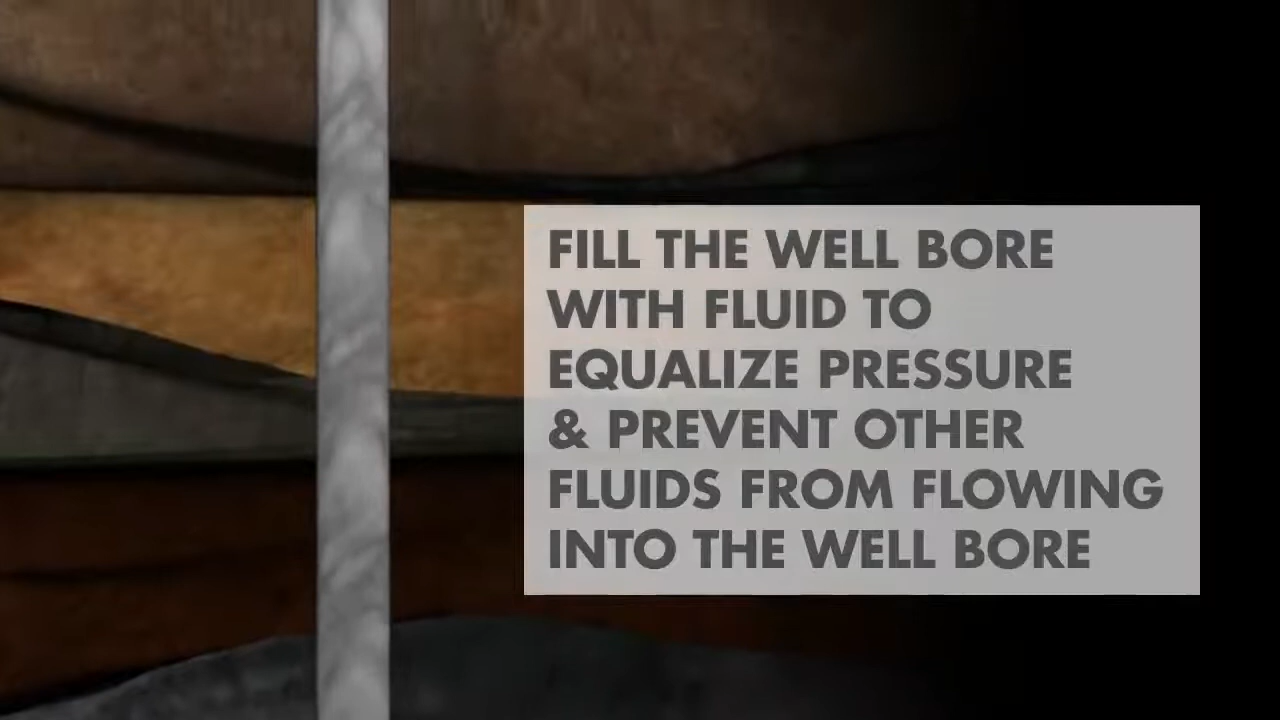 FILL THE WELL BORE
WITH FLUID TO
EQUALIZE PRESSURE
& PREVENT OTHER
FLUIDS FROM FLOWING
INTO THE WELL BORE